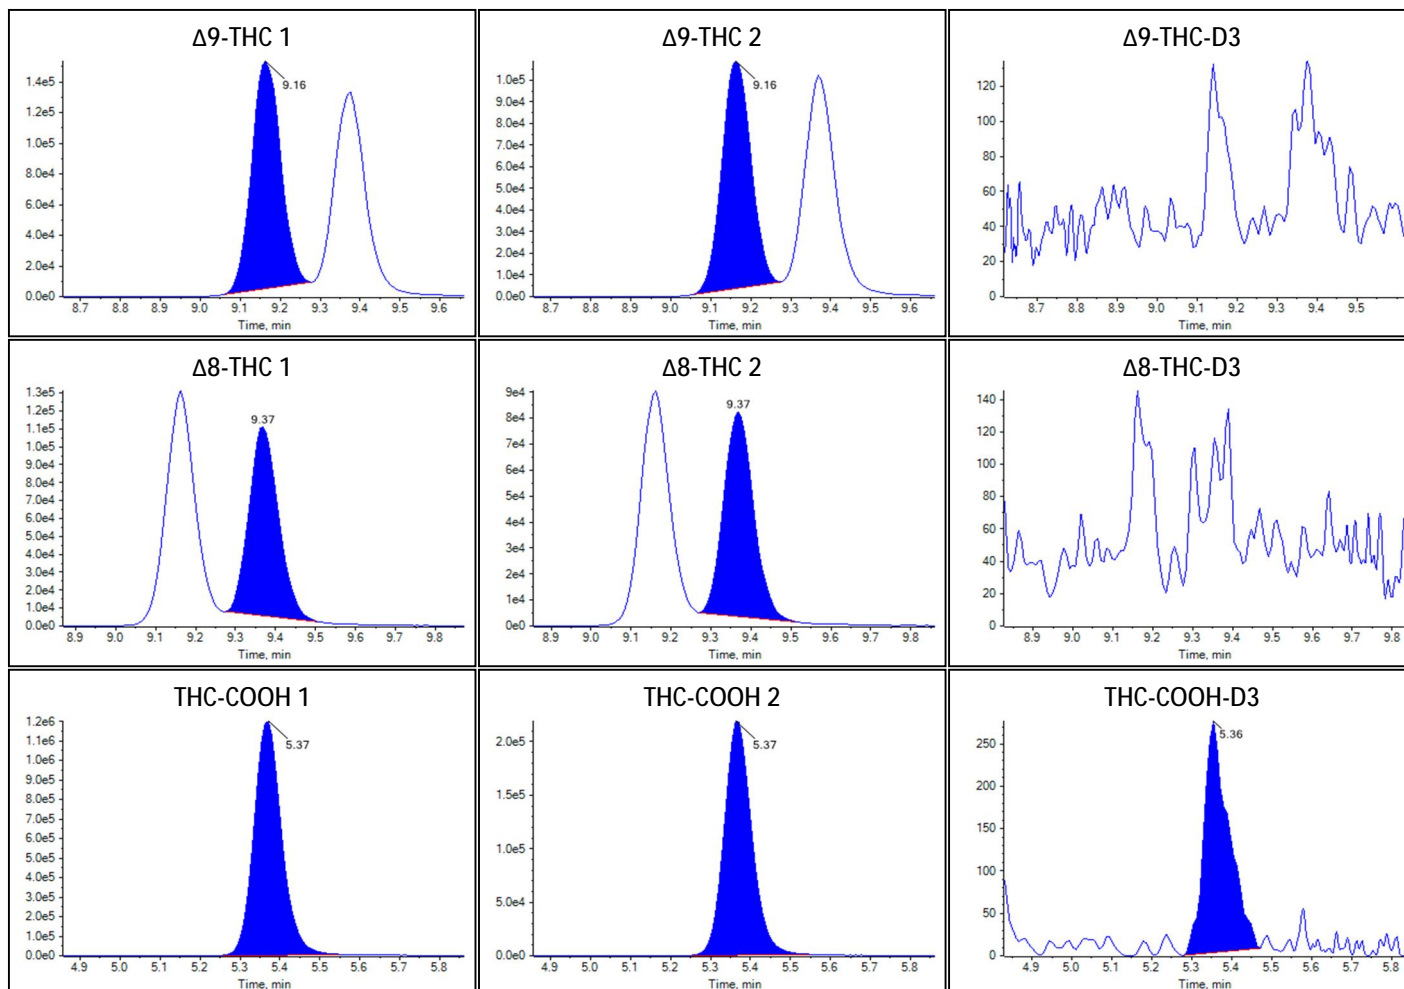 Δ9-THC 1
1.4e5
1.2e5
1.0e5
8.0e4
6.0e4
4.0e4
2.0e4
0.0e0
9.16
8.7 8.8 8.9 9.0 9.1 9.2 9.3 9.4 9.5 9.6
Time, min
Δ9-THC 2
1.0e5
9.0e4
8.0e4
7.0e4
6.0e4
5.0e4
4.0e4
3.0e4
2.0e4
1.0e4
0.0e0
9.16
8.7 8.8 8.9 9.0 9.1 9.2 9.3 9.4 9.5 9.6
Time, min
Δ9-THC-D3
120
100
80
60
40
20
0
8.7 8.8 8.9 9.0 9.1 9.2 9.3 9.4 9.5
Time, min
Δ8-THC 1
1.3e5
1.2e5
1.1e5
1.0e5
9.0e4
8.0e4
7.0e4
6.0e4
5.0e4
4.0e4
3.0e4
2.0e4
1.0e4
0.0e0
9.37
8.9 9.0 9.1 9.2 9.3 9.4 9.5 9.6 9.7 9.8
Time, min
Δ8-THC 2
9e4
8e4
7e4
6e4
5e4
4e4
3e4
2e4
1e4
0e0
9.37
8.9 9.0 9.1 9.2 9.3 9.4 9.5 9.6 9.7 9.8
Time, min
Δ8-THC-D3
140
120
100
80
60
40
20
0
8.9 9.0 9.1 9.2 9.3 9.4 9.5 9.6 9.7 9.8
Time, min
THC-COOH 1
1.2e6
1.1e6
1.0e6
9.0e5
8.0e5
7.0e5
6.0e5
5.0e5
4.0e5
3.0e5
2.0e5
1.0e5
0.0e0
5.37
4.9 5.0 5.1 5.2 5.3 5.4 5.5 5.6 5.7 5.8
Time, min
THC-COOH 2
2.0e5
1.5e5
1.0e5
5.0e4
0.0e0
5.37
4.9 5.0 5.1 5.2 5.3 5.4 5.5 5.6 5.7 5.8
Time, min
THC-COOH-D3
250
200
150
100
50
0
5.36
4.9 5.0 5.1 5.2 5.3 5.4 5.5 5.6 5.7 5.8
Time, min